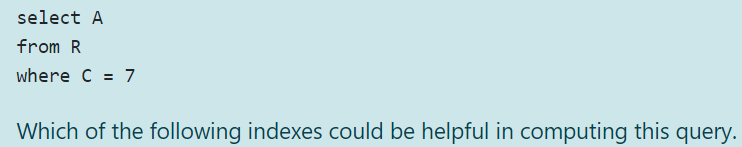 select A
from R
where C = 7
Which of the following indexes could be helpful in computing this query.